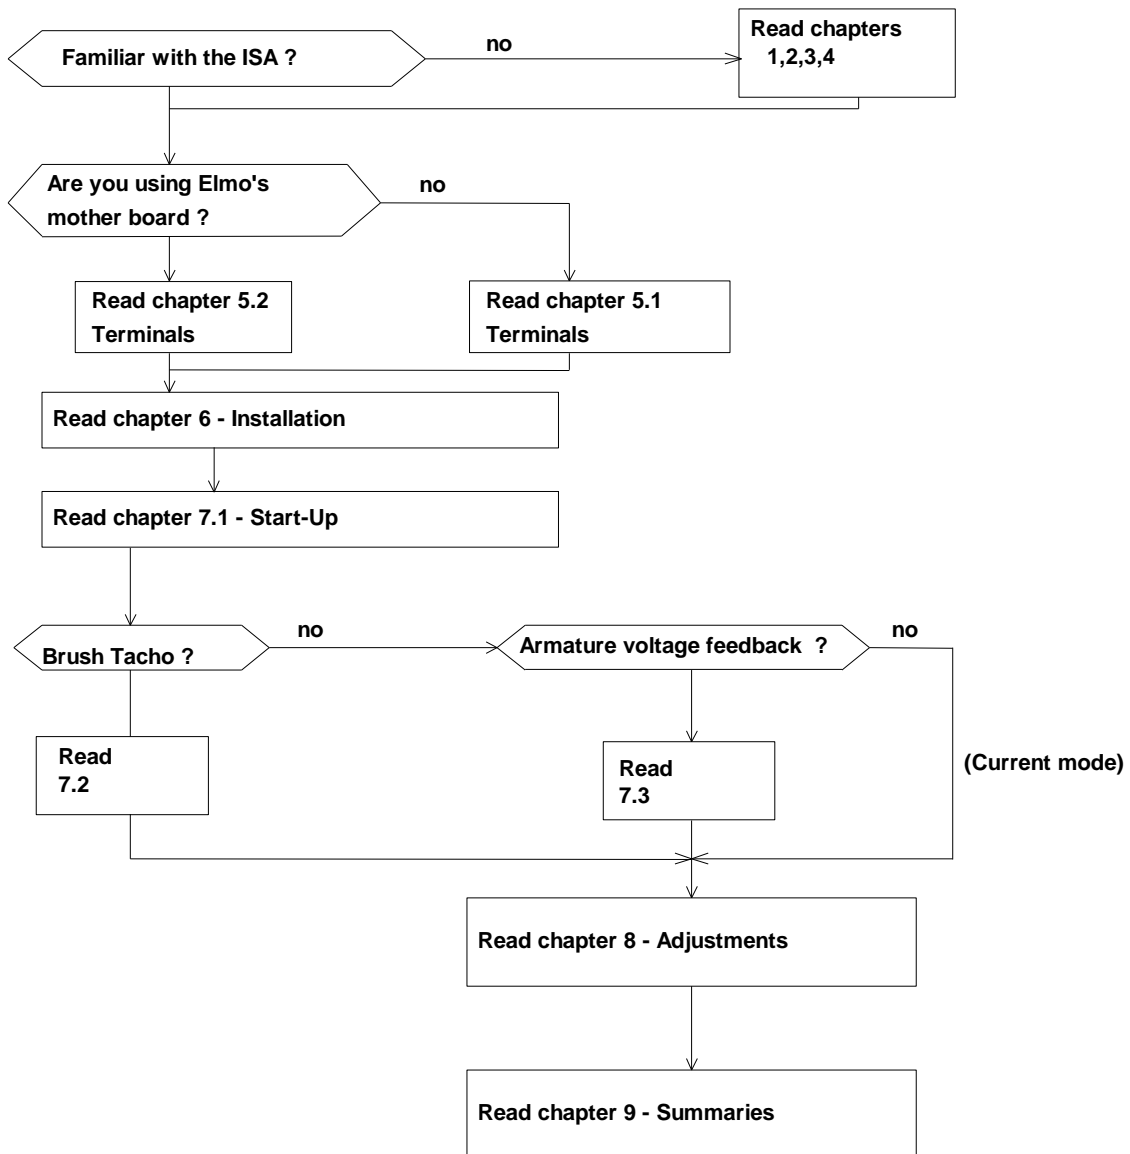 Familiar with the ISA ?
no
Read chapters
1,2,3,4
Are you using Elmo's
mother board ?
no
Read chapter 5.2
Terminals
Read chapter 5.1
Terminals
Read chapter 6 - Installation
Read chapter 7.1 - Start-Up
Brush Tacho ?
no
Armature voltage feedback ?
no
Read
7.2
Read
7.3
(Current mode)
Read chapter 8 - Adjustments
Read chapter 9 - Summaries